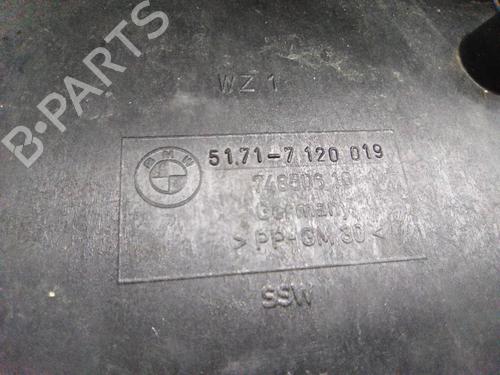 WZ 1
B-PARTS
BMW
51.71-7 120 019
Germany
> PP-GM 30 <
SSW